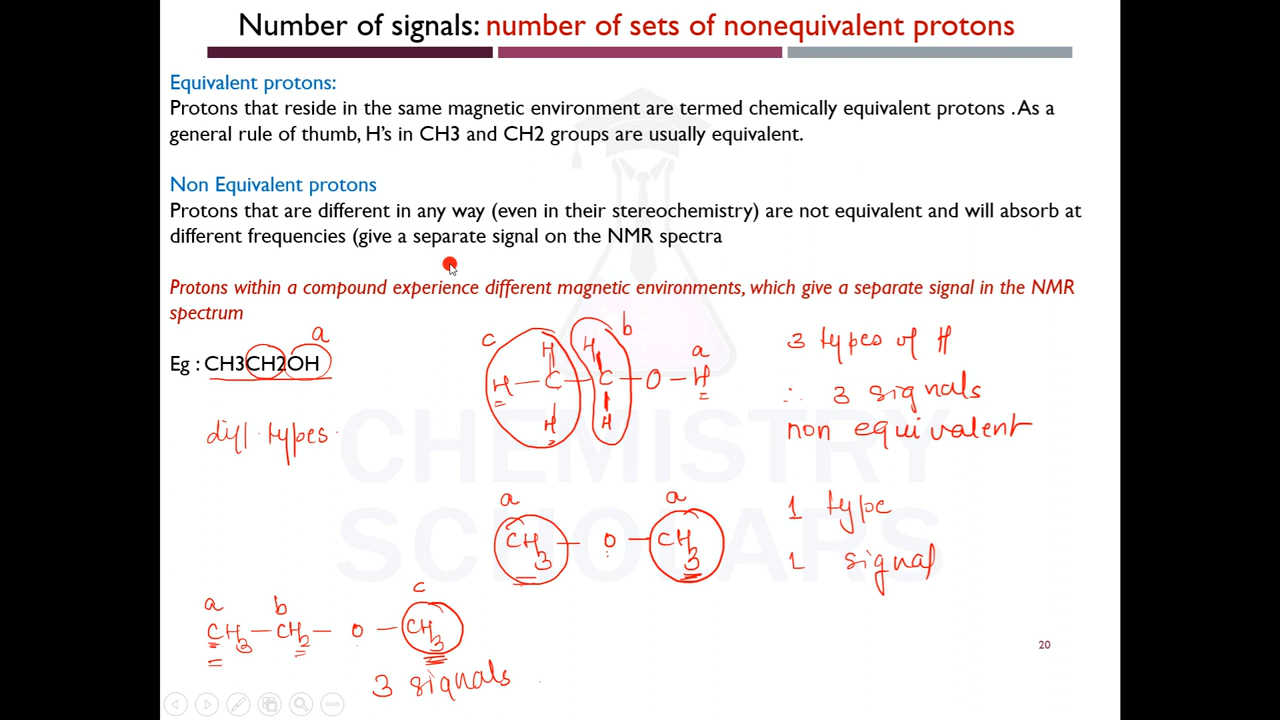 Number of signals: number of sets of nonequivalent protons
Equivalent protons:
Protons that reside in the same magnetic environment are termed chemically equivalent protons . As a
general rule of thumb, H's in CH3 and CH2 groups are usually equivalent.
Non Equivalent protons
Protons that are different in any way (even in their stereochemistry) are not equivalent and will absorb at
different frequencies (give a separate signal on the NMR spectra
Protons within a compound experience different magnetic environments, which give a separate signal in the NMR
spectrum
a
Eg : CH3CH2OH
diff. types.
c b
H H a
H — C — C — O — H
H H
3 types of H
∴ 3 signals
non equivalent
CHEMISTRY
SCHOLARS
a a
CH3 — O — CH3
1 type
1 signal
a b c
CH3 — CH2 — O — CH3
3 signals
20